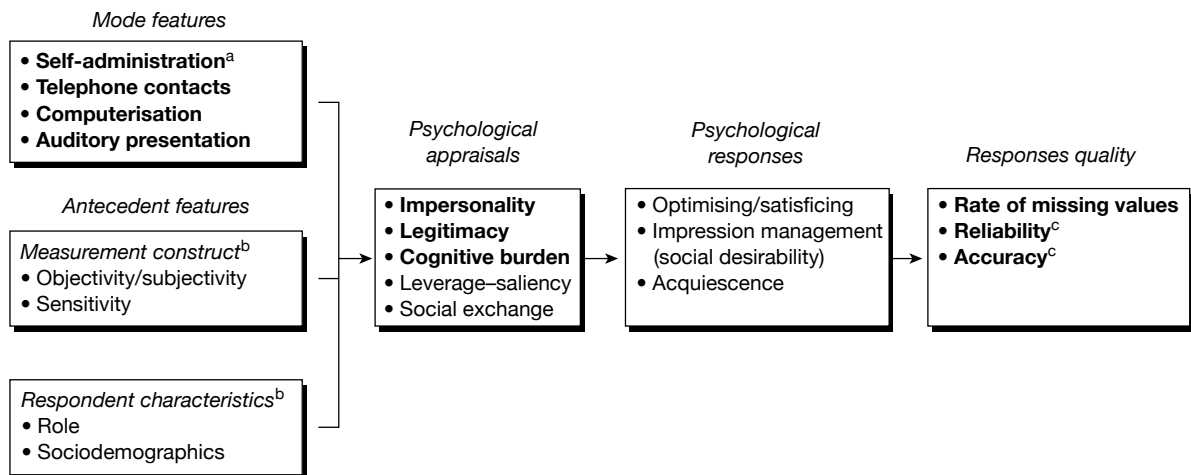 Mode features
• Self-administrationᵃ
• Telephone contacts
• Computerisation
• Auditory presentation
Antecedent features
Measurement constructᵇ
• Objectivity/subjectivity
• Sensitivity
Respondent characteristicsᵇ
• Role
• Sociodemographics
Psychological
appraisals
• Impersonality
• Legitimacy
• Cognitive burden
• Leverage–saliency
• Social exchange
Psychological
responses
• Optimising/satisficing
• Impression management
(social desirability)
• Acquiescence
Responses quality
• Rate of missing values
• Reliabilityᶜ
• Accuracyᶜ